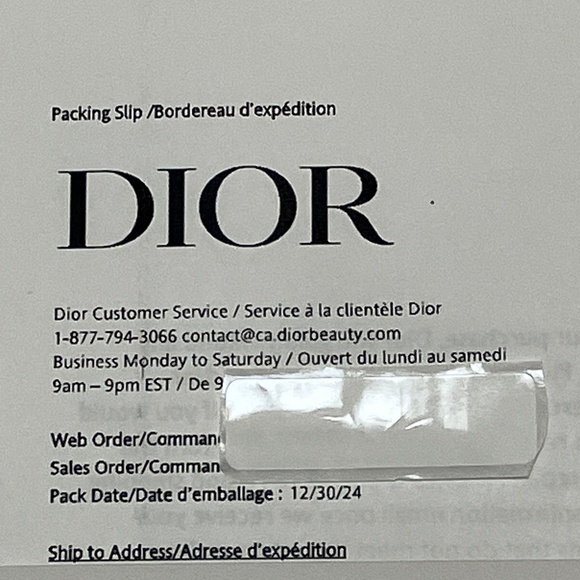 Packing Slip /Bordereau d'expédition
DIOR
Dior Customer Service / Service à la clientèle Dior
1-877-794-3066 contact@ca.diorbeauty.com
Business Monday to Saturday / Ouvert du lundi au samedi
9am – 9pm EST / De 9
Web Order/Comman
Sales Order/Comman
Pack Date/Date d'emballage : 12/30/24
Ship to Address/Adresse d'expédition